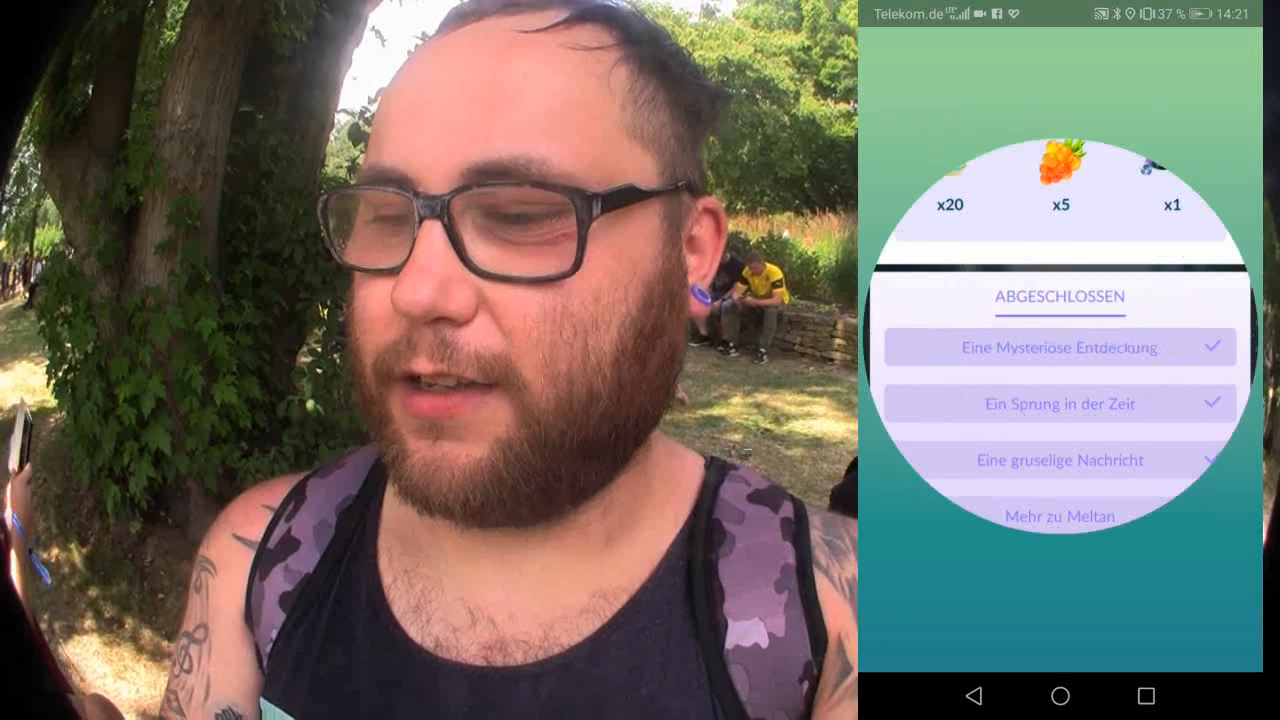 Telekom.de 37 % 14:21
x20 x5 x1
ABGESCHLOSSEN
Eine Mysteriöse Entdeckung
Ein Sprung in der Zeit
Eine gruselige Nachricht
Mehr zu Meltan